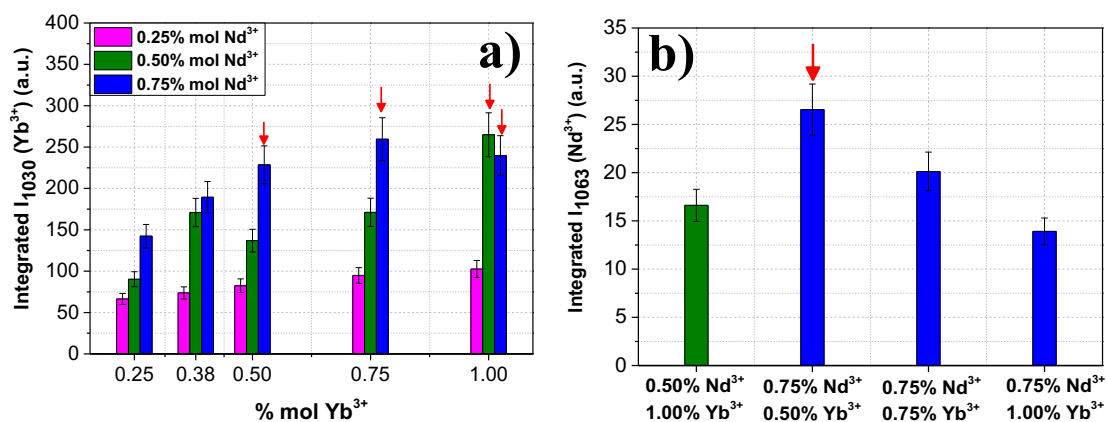 a)
0.25% mol Nd³⁺
0.50% mol Nd³⁺
0.75% mol Nd³⁺
Integrated I₁₀₃₀ (Yb³⁺) (a.u.)
400
350
300
250
200
150
100
50
0
0.25 0.38 0.50 0.75 1.00
% mol Yb³⁺
b)
Integrated I₁₀₆₃ (Nd³⁺) (a.u.)
35
30
25
20
15
10
5
0
0.50% Nd³⁺ 0.75% Nd³⁺ 0.75% Nd³⁺ 0.75% Nd³⁺
1.00% Yb³⁺ 0.50% Yb³⁺ 0.75% Yb³⁺ 1.00% Yb³⁺